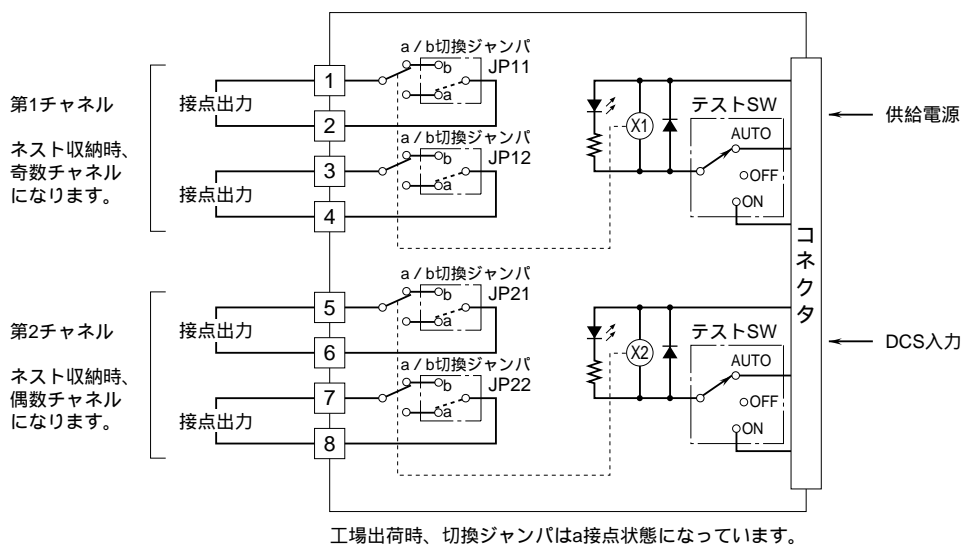 a / b切換ジャンパ
JP11
b
a
1
2
接点出力
a / b切換ジャンパ
JP12
b
a
3
4
接点出力
第1チャネル
ネスト収納時、
奇数チャネル
になります。
X1
テストSW
AUTO
OFF
ON
供給電源
コネクタ
a / b切換ジャンパ
JP21
b
a
5
6
接点出力
a / b切換ジャンパ
JP22
b
a
7
8
接点出力
第2チャネル
ネスト収納時、
偶数チャネル
になります。
X2
テストSW
AUTO
OFF
ON
DCS入力
工場出荷時、切換ジャンパはa接点状態になっています。